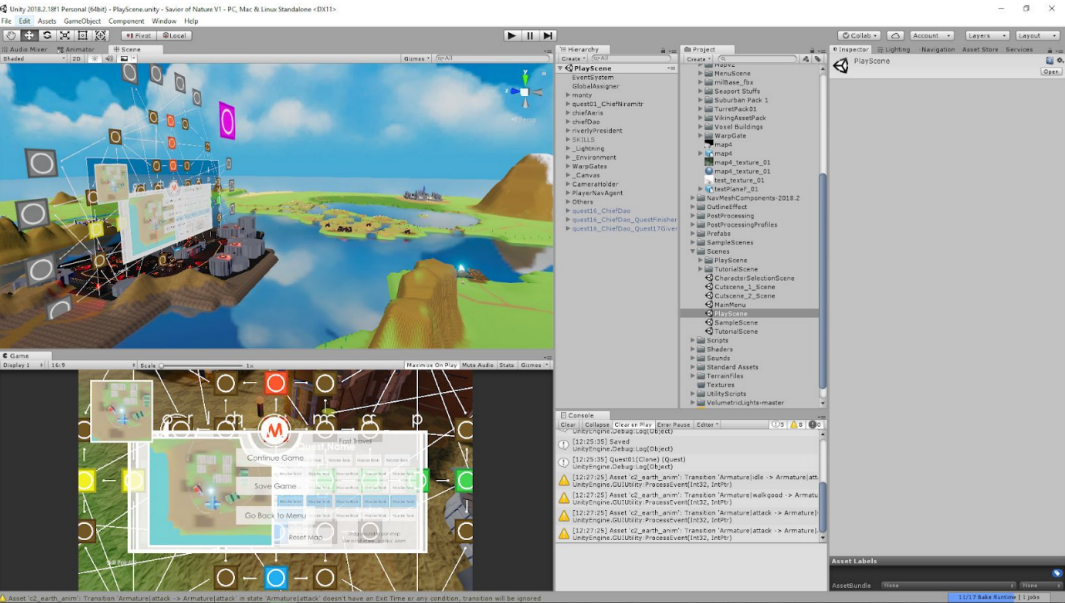 Unity 2018.2.18f1 Personal (64bit) - PlayScene.unity - Savior of Nature V1 - PC, Mac & Linux Standalone <DX11>
File Edit Assets GameObject Component Window Help
Pivot Local
Collab Account Layers Layout
Audio Mixer Animator Scene
Shaded 2D Gizmos All
Hierarchy
Create All
PlayScene
EventSystem
GlobalAssigner
monty
quest01_ChiefNiramitr
chiefAeris
chiefDao
riverlyPresident
SKILLS
_Lightning
_Environment
WarpGates
_Canvas
CameraHolder
PlayerNavAgent
Others
quest16_ChiefDao
quest16_ChiefDao_QuestFinisher
quest16_ChiefDao_Quest17Giver
Project
Create
MenuScene
milBase_fbx
Seaport Stuffs
Suburban Pack 1
TurretPack01
VikingAssetPack
Voxel Buildings
WarpGate
map4
map4
map4_texture_01
map4_texture_01
test_texture_01
testPlaneF_01
NavMeshComponents-2018.2
OutlineEffect
PostProcessing
PostProcessingProfiles
Prefabs
SampleScenes
Scenes
PlayScene
TutorialScene
CharacterSelectionScene
Cutscene_1_Scene
Cutscene_2_Scene
MainMenu
PlayScene
SampleScene
TutorialScene
Scripts
Shaders
Sounds
Standard Assets
TerrainFiles
Textures
UtilityScripts
VolumetricLights-master
Inspector Lighting Navigation Asset Store Services
PlayScene
Open
Game
Display 1 16:9 Scale 1x Maximize On Play Mute Audio Stats Gizmos
Fast Travel
Quest Name
Continue Game
Save Game
Go Back to Menu
Reset Map
Console
Clear Collapse Clear on Play Error Pause Editor
UnityEngine.Debug:Log(Object)
[12:25:35] Saved
UnityEngine.Debug:Log(Object)
[12:25:35] Quest01(Clone) (Quest)
UnityEngine.Debug:Log(Object)
[12:27:25] Asset 'c2_earth_anim': Transition 'Armature|idle -> Armature|att
UnityEngine.GUIUtility:ProcessEvent(Int32, IntPtr)
[12:27:25] Asset 'c2_earth_anim': Transition 'Armature|walkgood -> Armatu
UnityEngine.GUIUtility:ProcessEvent(Int32, IntPtr)
[12:27:25] Asset 'c2_earth_anim': Transition 'Armature|attack -> Armature|
UnityEngine.GUIUtility:ProcessEvent(Int32, IntPtr)
[12:27:25] Asset 'c2_earth_anim': Transition 'Armature|attack -> Armature|
UnityEngine.GUIUtility:ProcessEvent(Int32, IntPtr)
Asset Labels
AssetBundle None None
Asset 'c2_earth_anim': Transition 'Armature|attack -> Armature|attack' in state 'Armature|attack' doesn't have an Exit Time or any condition, transition will be ignored
11/17 Bake Runtime | 1 jobs